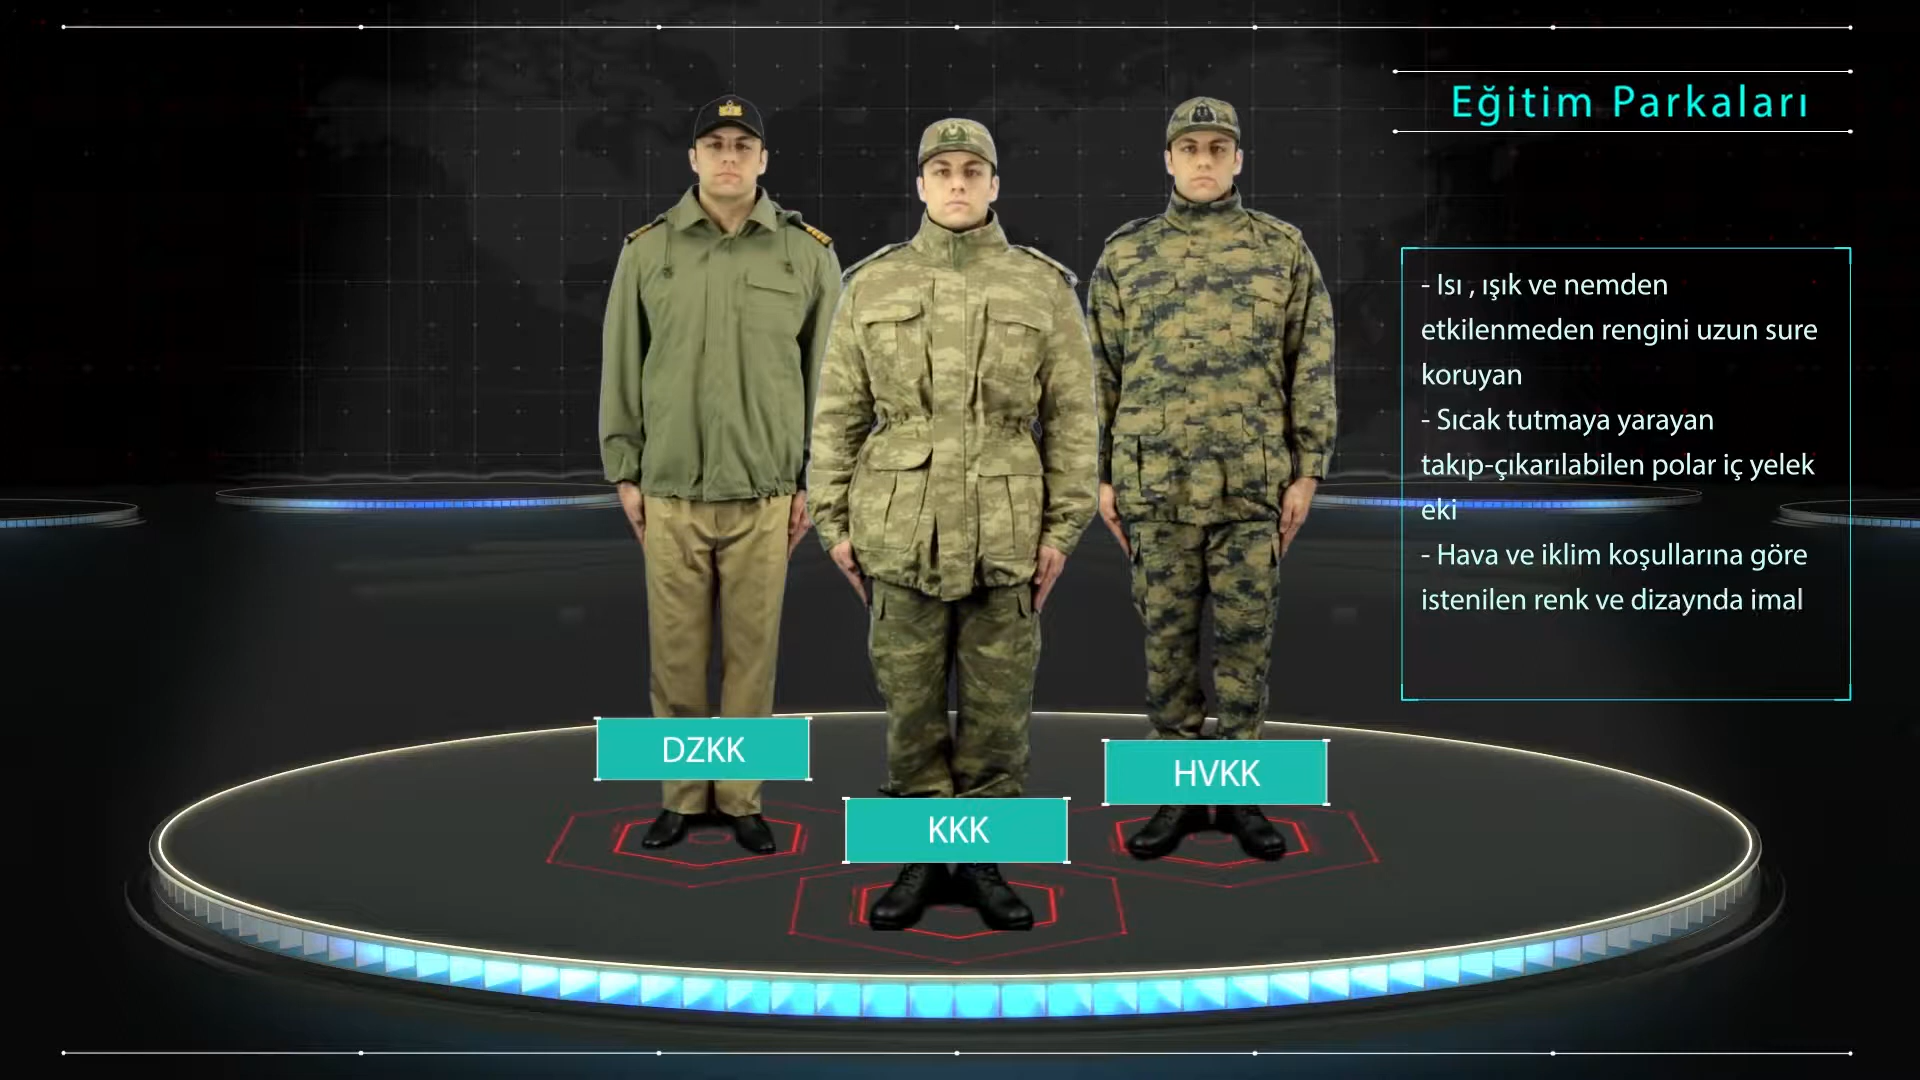 Eğitim Parkaları
- Isı , ışık ve nemden
etkilenmeden rengini uzun sure
koruyan
- Sıcak tutmaya yarayan
takıp-çıkarılabilen polar iç yelek
eki
- Hava ve iklim koşullarına göre
istenilen renk ve dizaynda imal
DZKK
KKK
HVKK